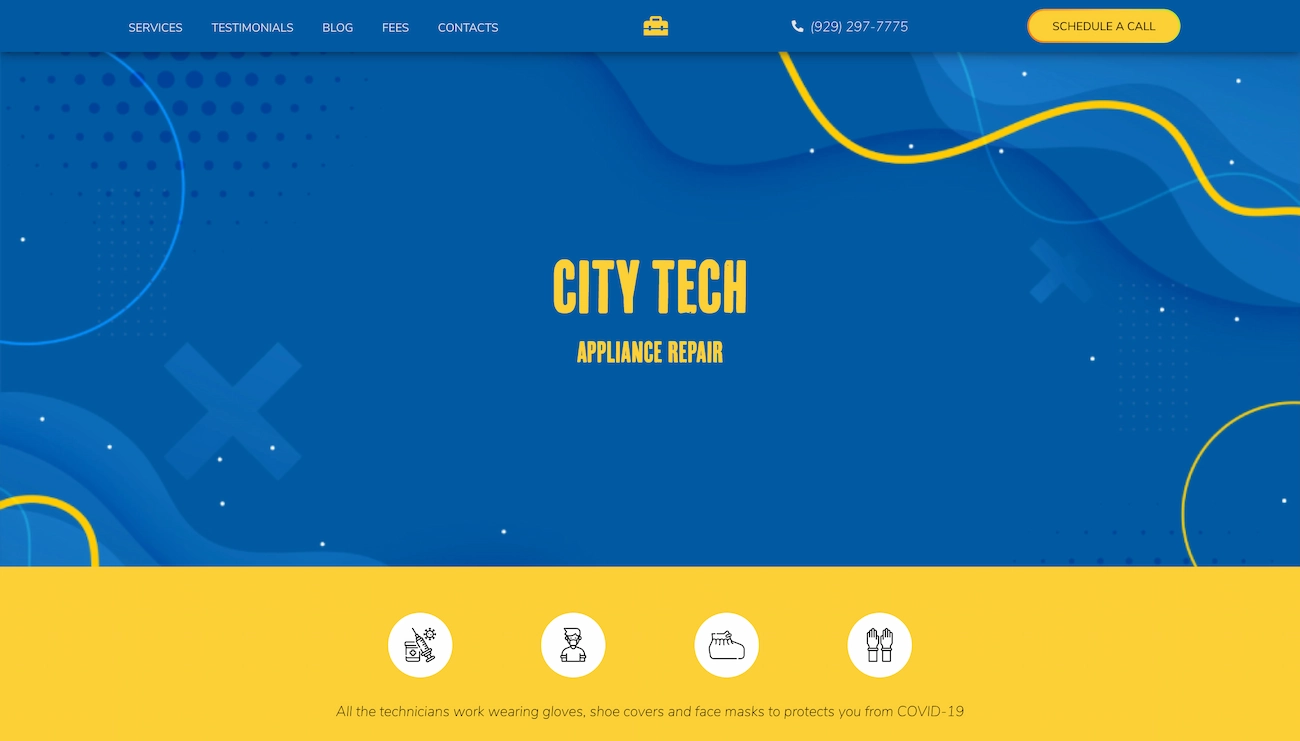 SERVICES TESTIMONIALS BLOG FEES CONTACTS (929) 297-7775 SCHEDULE A CALL
CITY TECH
APPLIANCE REPAIR
All the technicians work wearing gloves, shoe covers and face masks to protects you from COVID-19